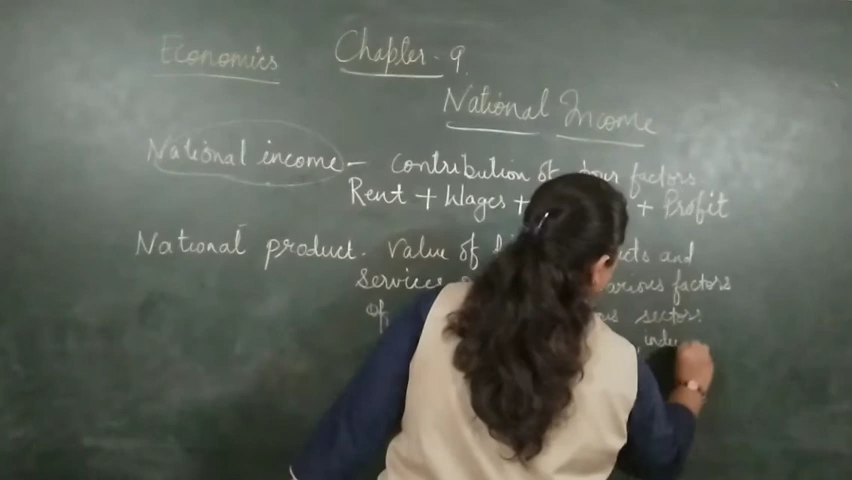 Economics Chapter - 9
National Income
National income - Contribution of four factors
Rent + Wages + + Profit
National product. Value of and
Services various factors
of sectors